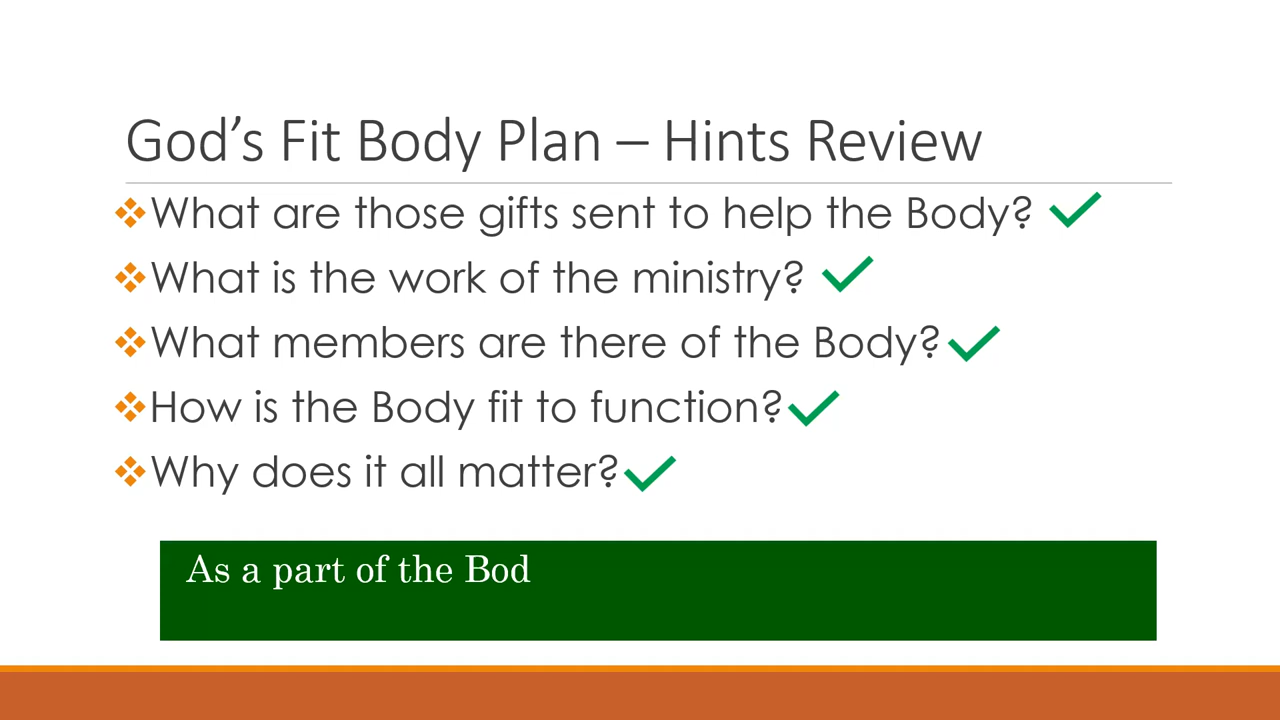 God’s Fit Body Plan – Hints Review
What are those gifts sent to help the Body?
What is the work of the ministry?
What members are there of the Body?
How is the Body fit to function?
Why does it all matter?
As a part of the Bod